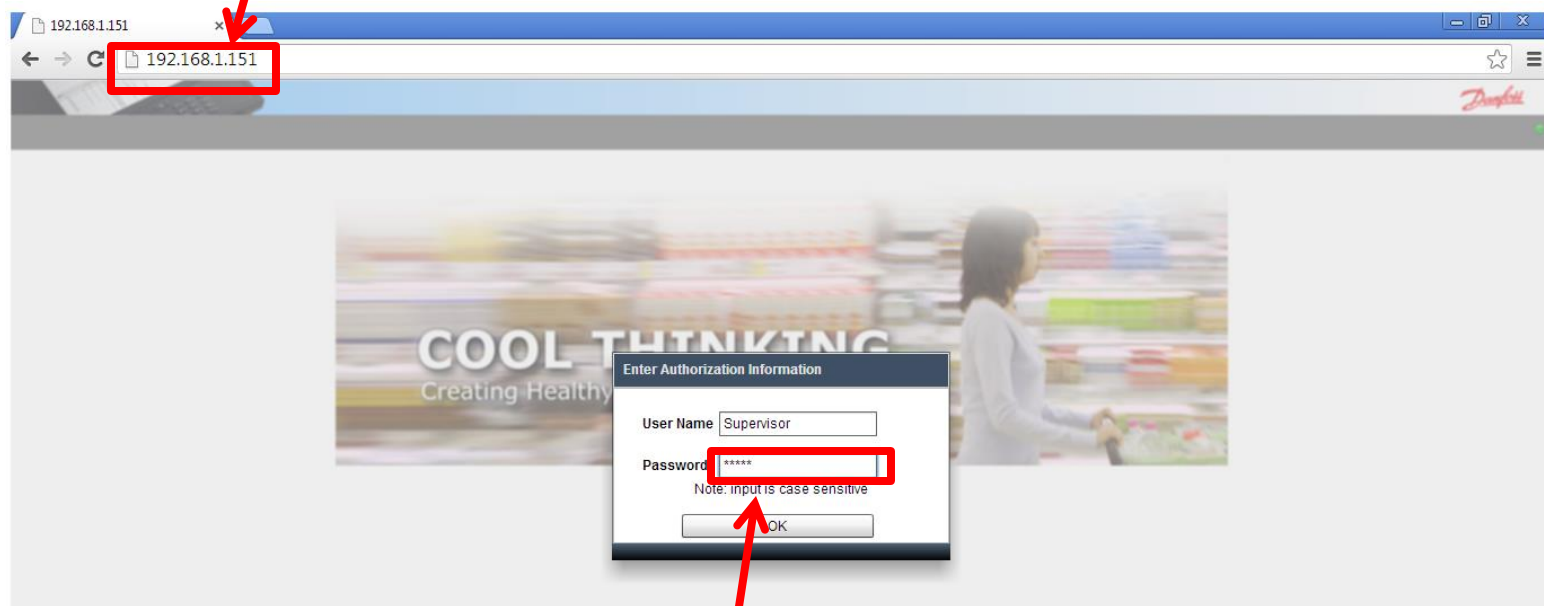 192.168.1.151
192.168.1.151
Danfoss
COOL THINKING
Creating Healthy
Enter Authorization Information
User Name Supervisor
Password *****
Note: input is case sensitive
OK